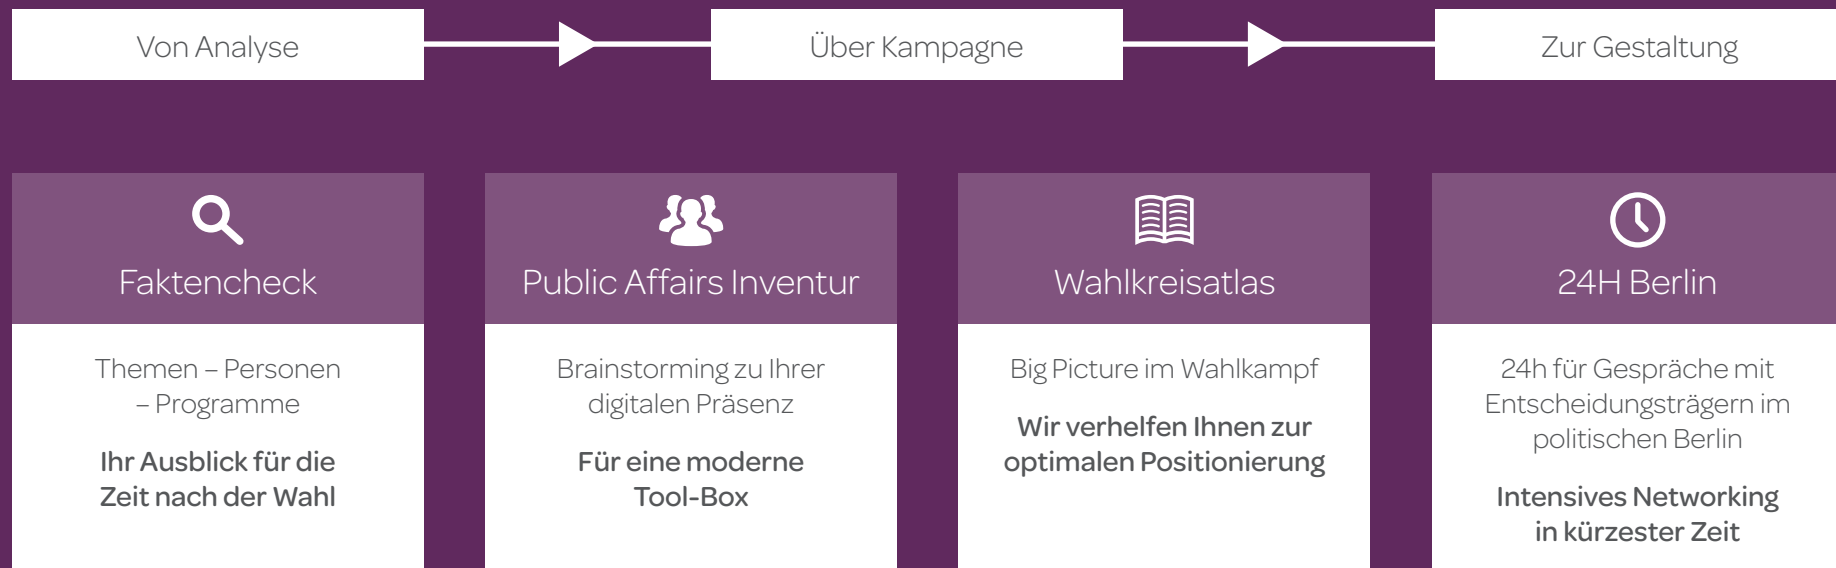 Von Analyse
Über Kampagne
Zur Gestaltung
Faktencheck
Themen – Personen
– Programme
Ihr Ausblick für die
Zeit nach der Wahl
Public Affairs Inventur
Brainstorming zu Ihrer
digitalen Präsenz
Für eine moderne
Tool-Box
Wahlkreisatlas
Big Picture im Wahlkampf
Wir verhelfen Ihnen zur
optimalen Positionierung
24H Berlin
24h für Gespräche mit
Entscheidungsträgern im
politischen Berlin
Intensives Networking
in kürzester Zeit